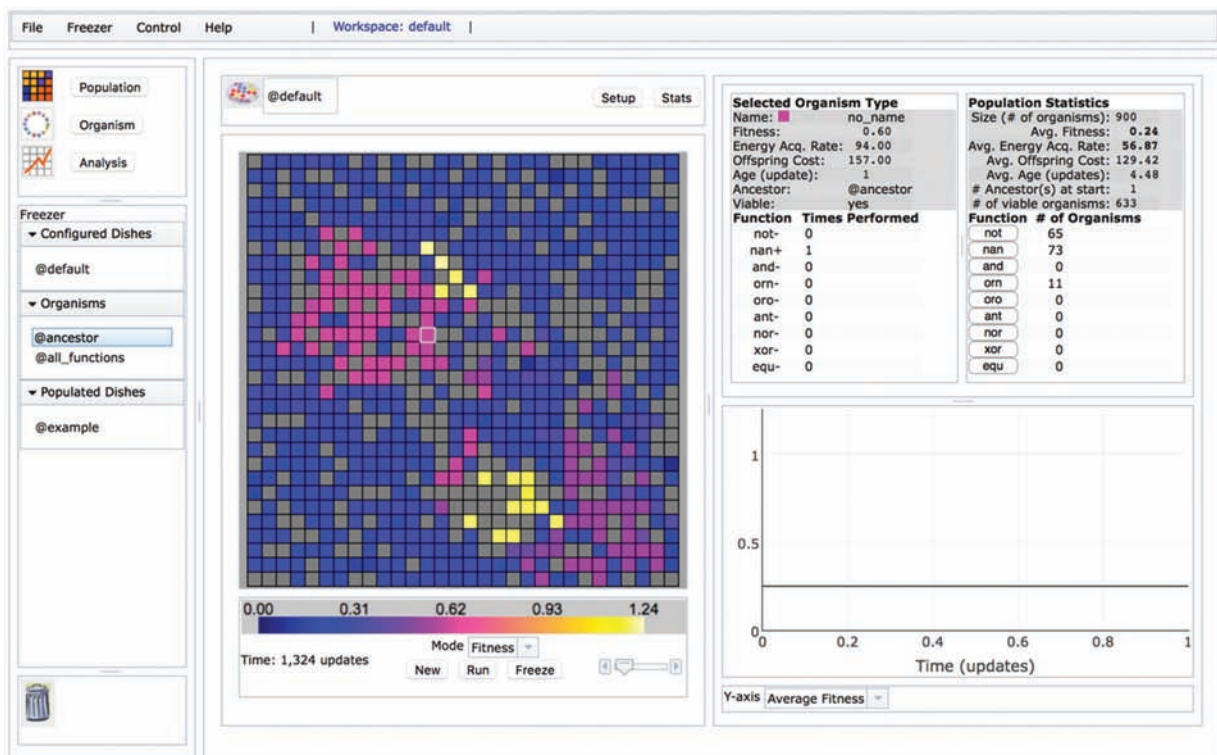 File Freezer Control Help | Workspace: default |
Population
Organism
Analysis
Freezer
▾ Configured Dishes
@default
▾ Organisms
@ancestor
@all_functions
▾ Populated Dishes
@example
@default
Setup Stats
0.00 0.31 0.62 0.93 1.24
Mode Fitness
Time: 1,324 updates
New Run Freeze
Selected Organism Type
Name: no_name
Fitness: 0.60
Energy Acq. Rate: 94.00
Offspring Cost: 157.00
Age (update): 1
Ancestor: @ancestor
Viable: yes
Function Times Performed
not- 0
nan+ 1
and- 0
orn- 0
oro- 0
ant- 0
nor- 0
xor- 0
equ- 0
Population Statistics
Size (# of organisms): 900
Avg. Fitness: 0.24
Avg. Energy Acq. Rate: 56.87
Avg. Offspring Cost: 129.42
Avg. Age (updates): 4.48
# Ancestor(s) at start: 1
# of viable organisms: 633
Function # of Organisms
not 65
nan 73
and 0
orn 11
oro 0
ant 0
nor 0
xor 0
equ 0
1
0.5
0
0 0.2 0.4 0.6 0.8 1
Time (updates)
Y-axis Average Fitness